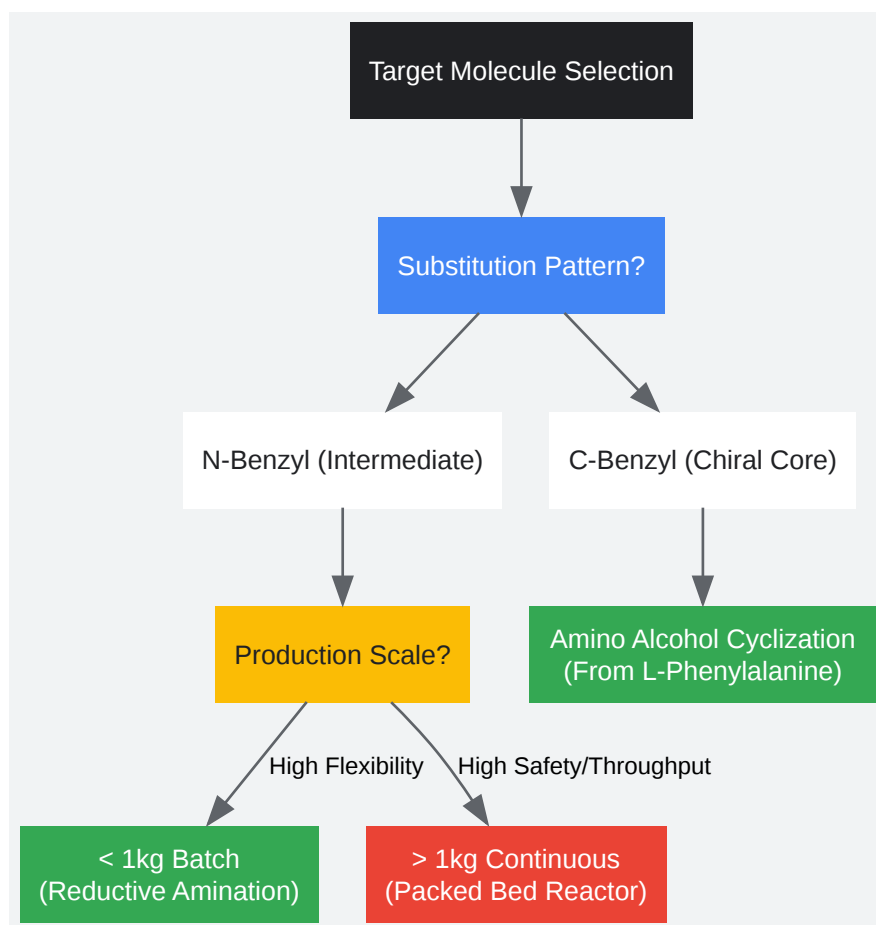 Target Molecule Selection
Substitution Pattern?
N-Benzyl (Intermediate)
C-Benzyl (Chiral Core)
Production Scale?
Amino Alcohol Cyclization
(From L-Phenylalanine)
High Flexibility
High Safety/Throughput
< 1kg Batch
(Reductive Amination)
> 1kg Continuous
(Packed Bed Reactor)